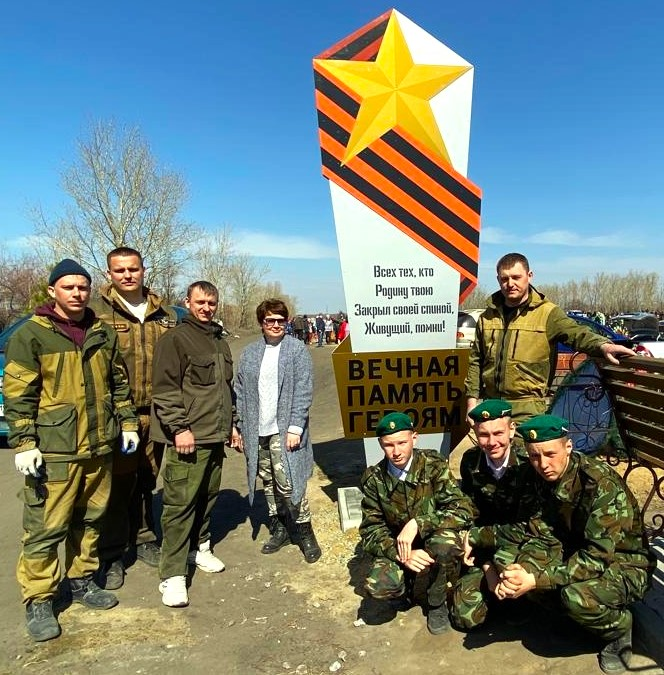 Всех тех, кто
Родину твою
Закрыл своей спиной,
Живущий, помни!
ВЕЧНАЯ
ПАМЯТЬ
ГЕРОЯМ